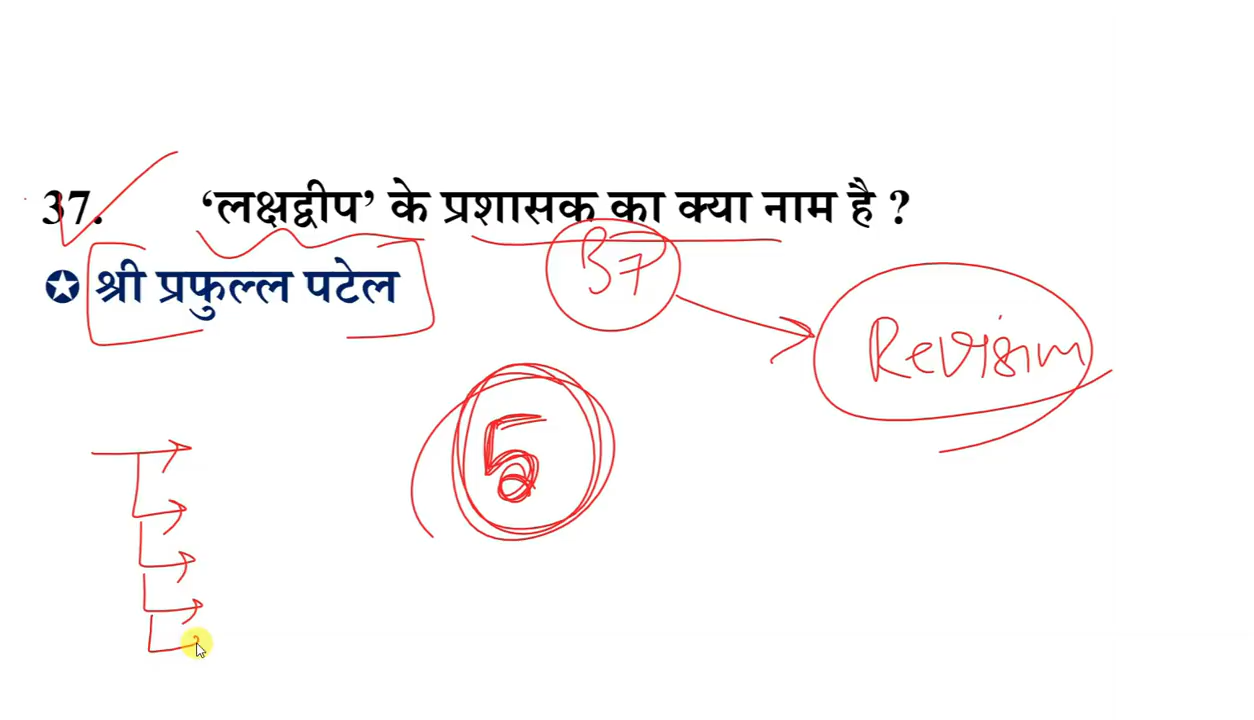 37. ‘लक्षद्वीप’ के प्रशासक का क्या नाम है ?
श्री प्रफुल्ल पटेल
37
Revision
5